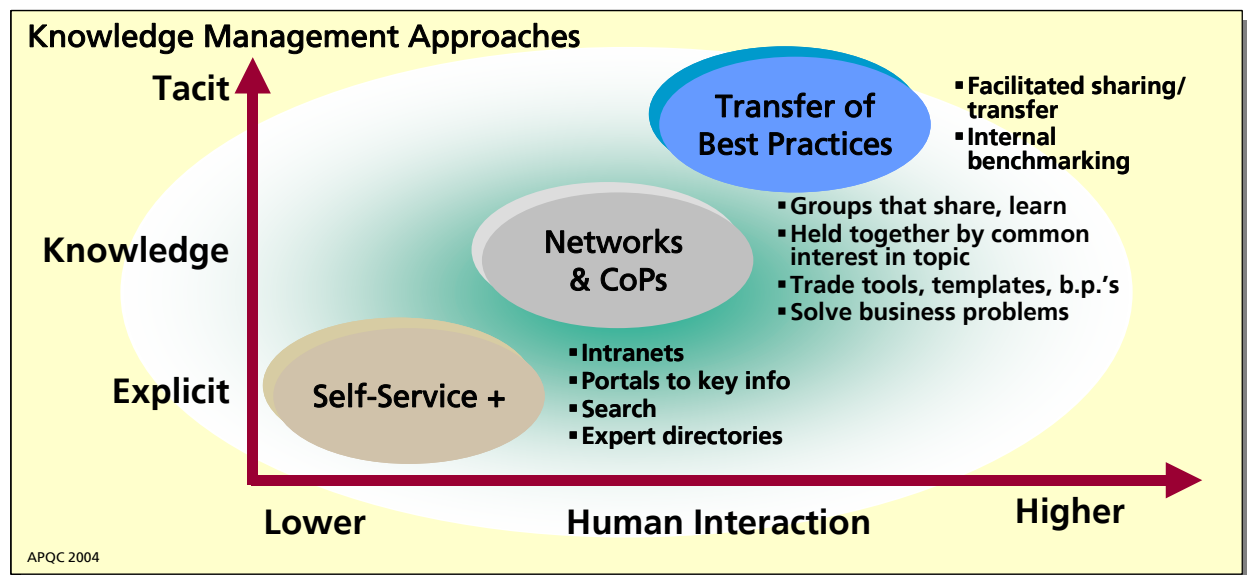 Knowledge Management Approaches
Tacit
Transfer of
Best Practices
▪ Facilitated sharing/
transfer
▪ Internal
benchmarking
Knowledge
Networks
& CoPs
▪ Groups that share, learn
▪ Held together by common
interest in topic
▪ Trade tools, templates, b.p.'s
▪ Solve business problems
Explicit
Self-Service +
▪ Intranets
▪ Portals to key info
▪ Search
▪ Expert directories
Lower
Human Interaction
Higher
APQC 2004